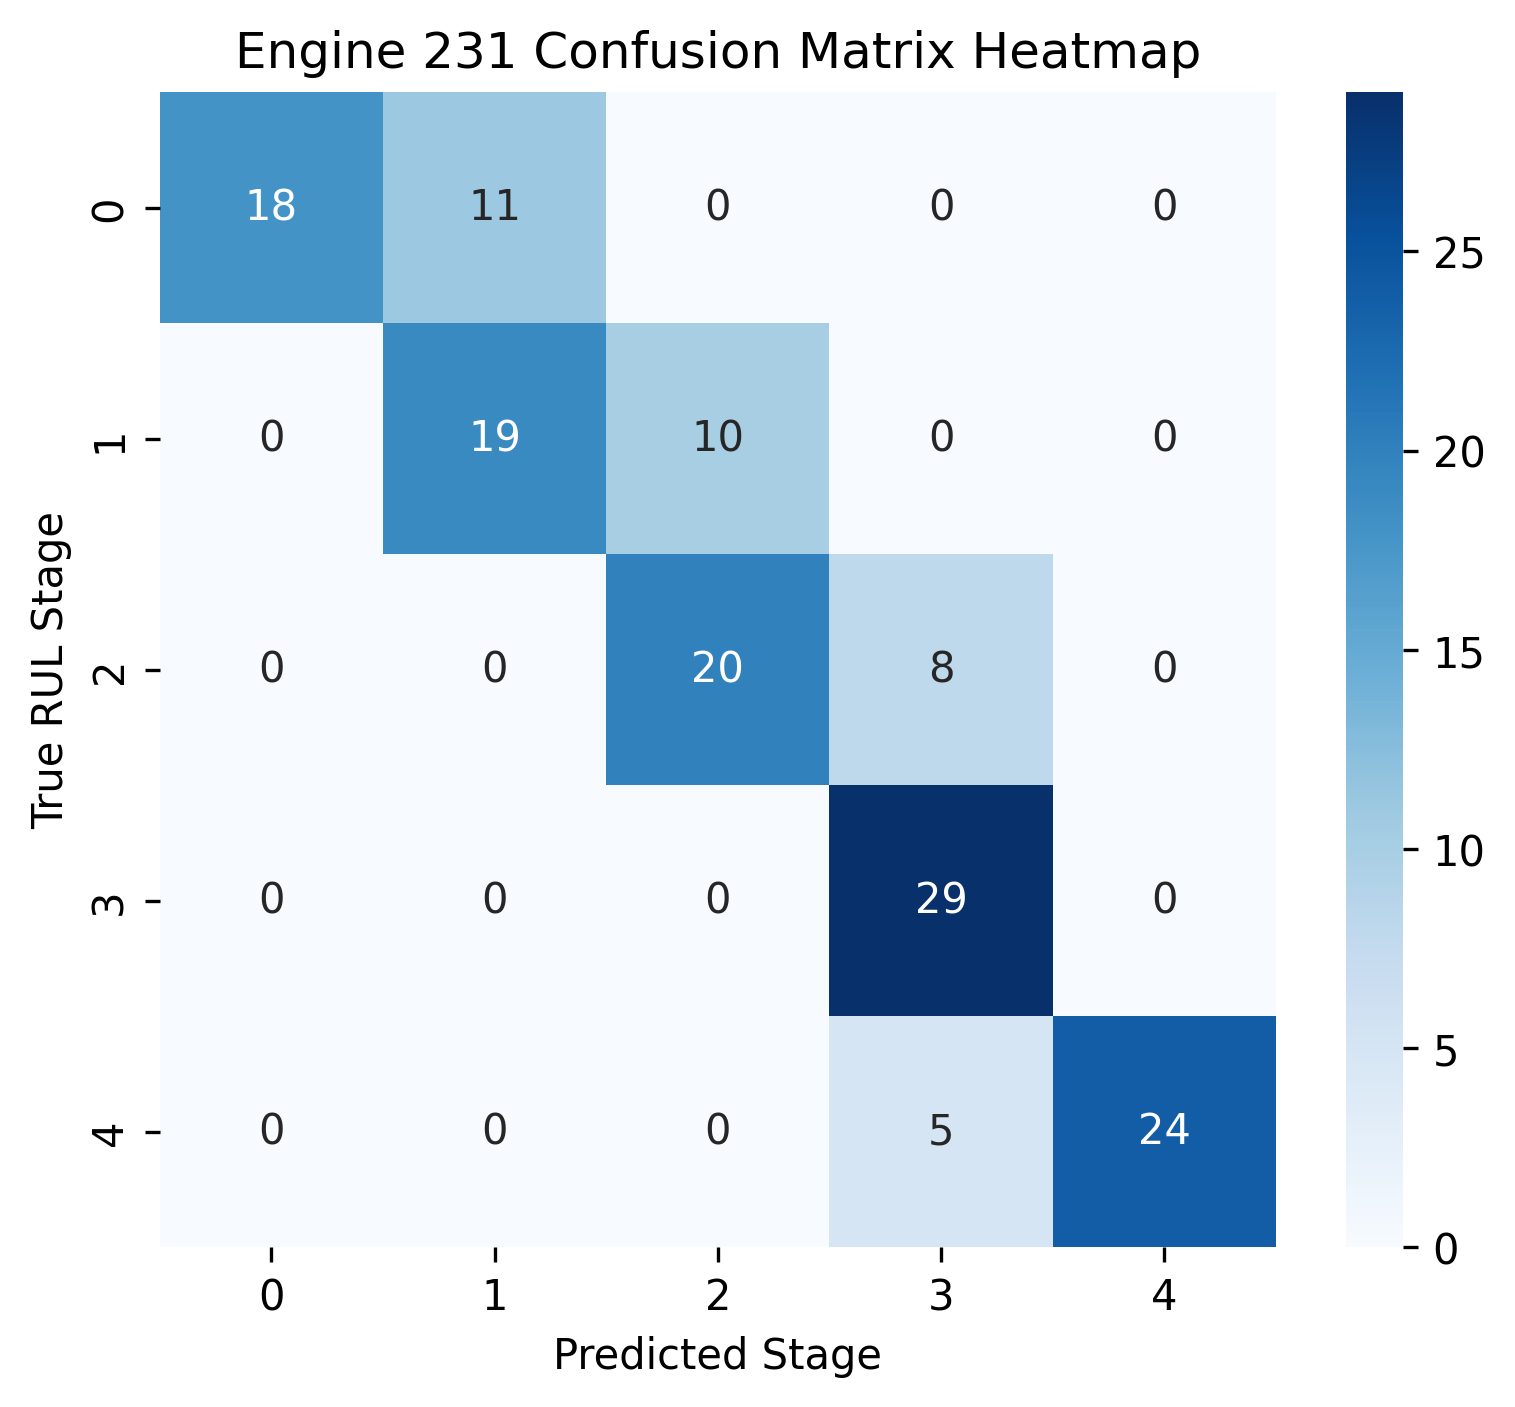 Engine 231 Confusion Matrix Heatmap
True RUL Stage
0 18 11 0 0 0
1 0 19 10 0 0
2 0 0 20 8 0
3 0 0 0 29 0
4 0 0 0 5 24
0 1 2 3 4
Predicted Stage
25
20
15
10
5
0